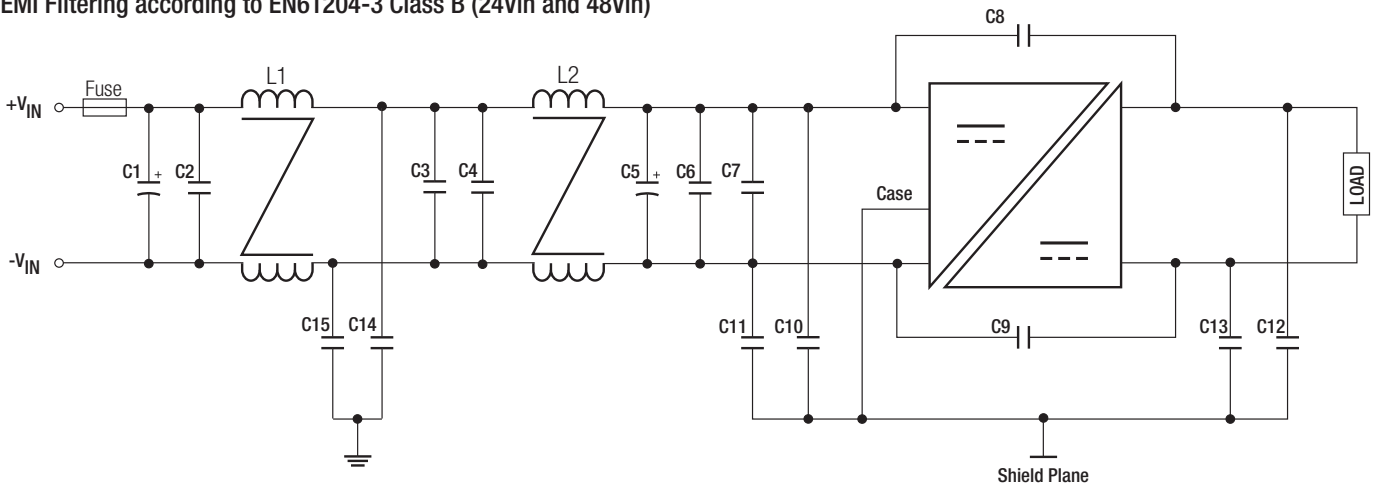 EMI Filtering according to EN61204-3 Class B (24Vin and 48Vin)
C8
L1
L2
Fuse
+VIN
C1 +
C2
C3
C4
C5 +
C6
C7
Case
LOAD
-VIN
C15
C14
C11
C10
C9
C13
C12
Shield Plane